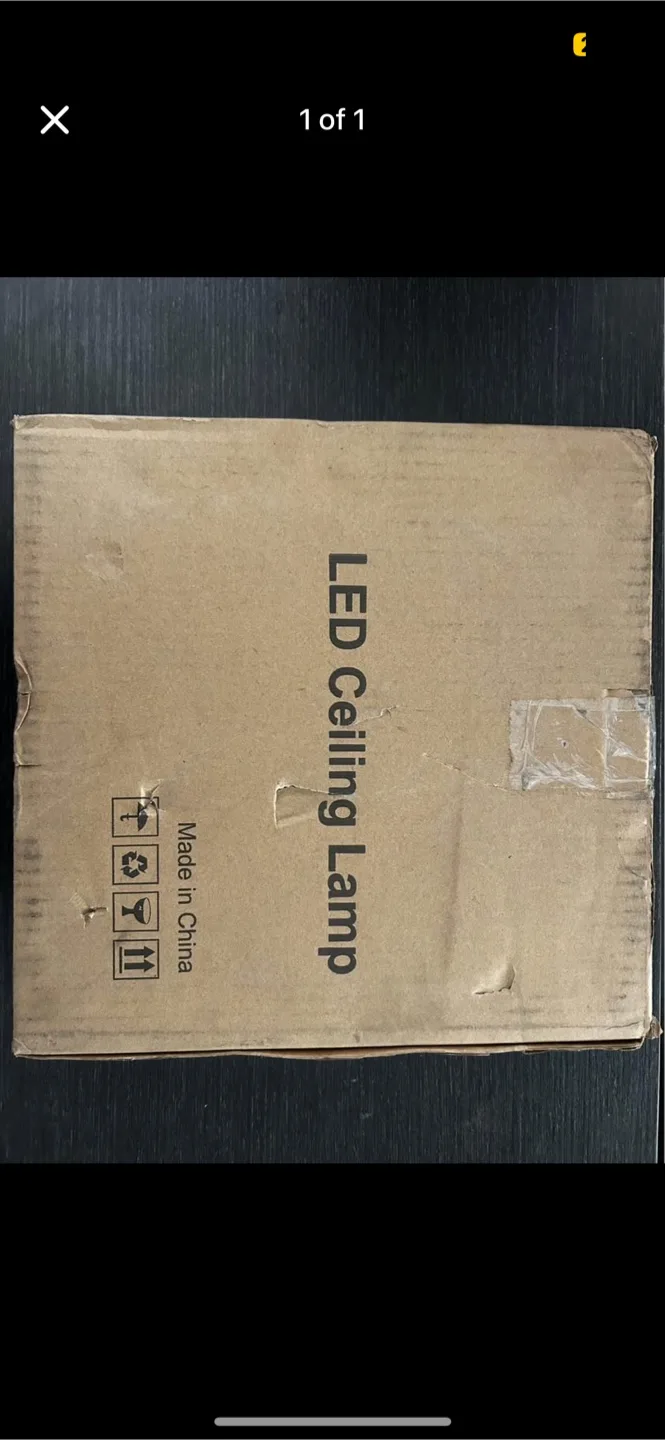 1 of 1
LED Ceiling Lamp
Made in China